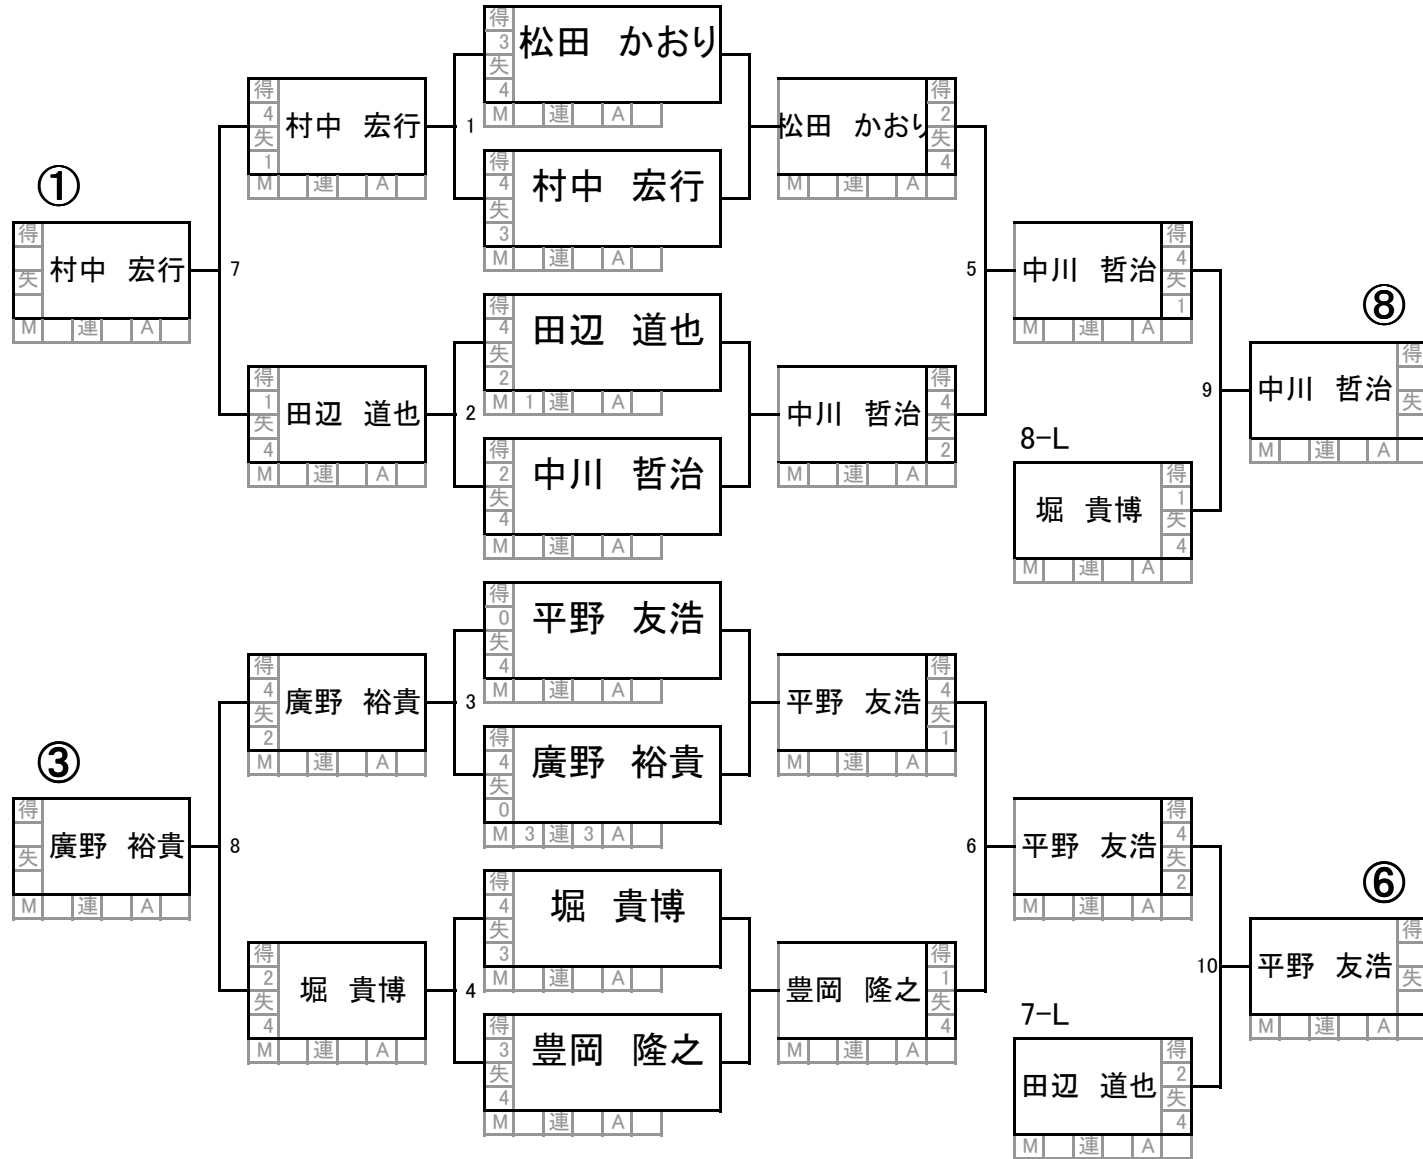 得 3 失 4 松田 かおり
M 連 A
得 4 失 1 村中 宏行
M 連 A
1
松田 かおり 得 2 失 4
M 連 A
得 4 失 3 村中 宏行
M 連 A
①
得 失 村中 宏行
M 連 A
7
5
中川 哲治 得 4 失 1
M 連 A
得 4 失 2 田辺 道也
M 1 連 A
⑧
中川 哲治 得 失
M 連 A
9
得 1 失 4 田辺 道也
M 連 A
2
中川 哲治 得 4 失 2
M 連 A
得 2 失 4 中川 哲治
M 連 A
8-L
堀 貴博 得 1 失 4
M 連 A
得 0 失 4 平野 友浩
M 連 A
得 4 失 2 廣野 裕貴
M 連 A
3
平野 友浩 得 4 失 1
M 連 A
得 4 失 0 廣野 裕貴
M 3 連 3 A
③
得 失 廣野 裕貴
M 連 A
8
6
平野 友浩 得 4 失 2
M 連 A
得 4 失 3 堀 貴博
M 連 A
⑥
平野 友浩 得 失
M 連 A
10
得 2 失 4 堀 貴博
M 連 A
4
豊岡 隆之 得 1 失 4
M 連 A
得 3 失 4 豊岡 隆之
M 連 A
7-L
田辺 道也 得 2 失 4
M 連 A